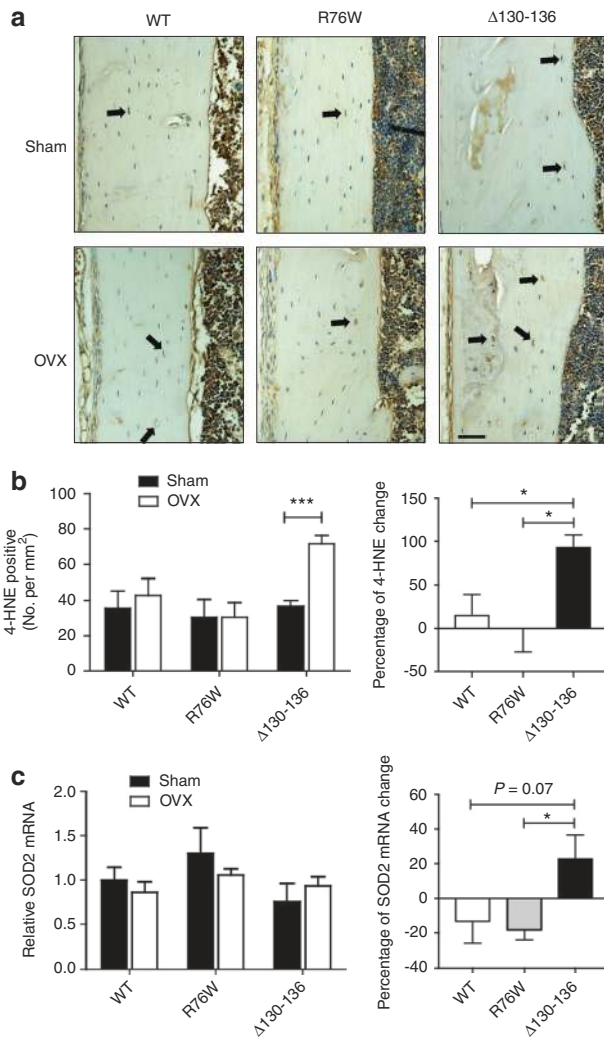 a
WT
R76W
Δ130-136
Sham
OVX
b
Sham
OVX
4-HNE positive
(No. per mm²)
100
80
60
40
20
0
***
WT
R76W
Δ130-136
Percentage of 4-HNE change
150
100
50
0
-50
*
*
WT
R76W
Δ130-136
c
Sham
OVX
Relative SOD2 mRNA
2.0
1.5
1.0
0.5
0.0
WT
R76W
Δ130-136
Percentage of SOD2 mRNA change
60
40
20
0
-20
-40
P = 0.07
*
WT
R76W
Δ130-136